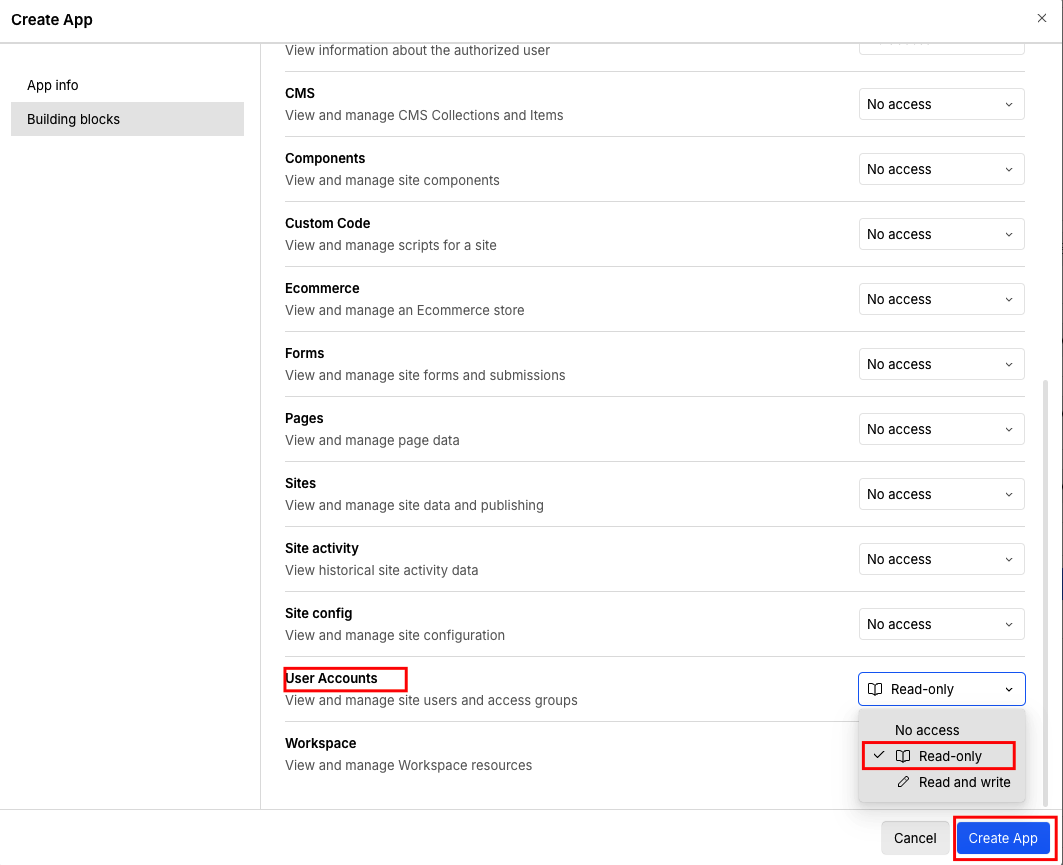 Create App
App info
Building blocks
View information about the authorized user
CMS
View and manage CMS Collections and Items
No access
Components
View and manage site components
No access
Custom Code
View and manage scripts for a site
No access
Ecommerce
View and manage an Ecommerce store
No access
Forms
View and manage site forms and submissions
No access
Pages
View and manage page data
No access
Sites
View and manage site data and publishing
No access
Site activity
View historical site activity data
No access
Site config
View and manage site configuration
No access
User Accounts
View and manage site users and access groups
Read-only
No access
Read-only
Read and write
Workspace
View and manage Workspace resources
Cancel
Create App